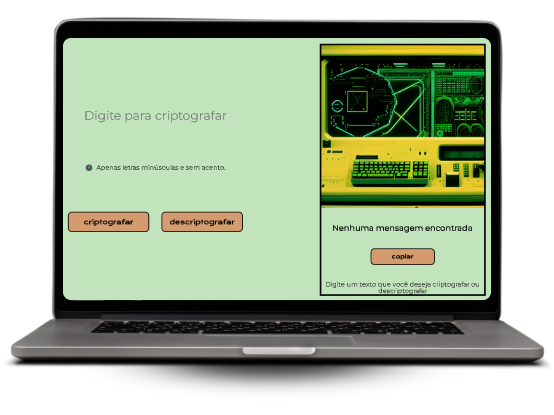 Digite para criptografar
Apenas letras minúsculas e sem acento.
criptografar
descriptografar
Nenhuma mensagem encontrada
copiar
Digite um texto que você deseja criptografar ou
descriptografar